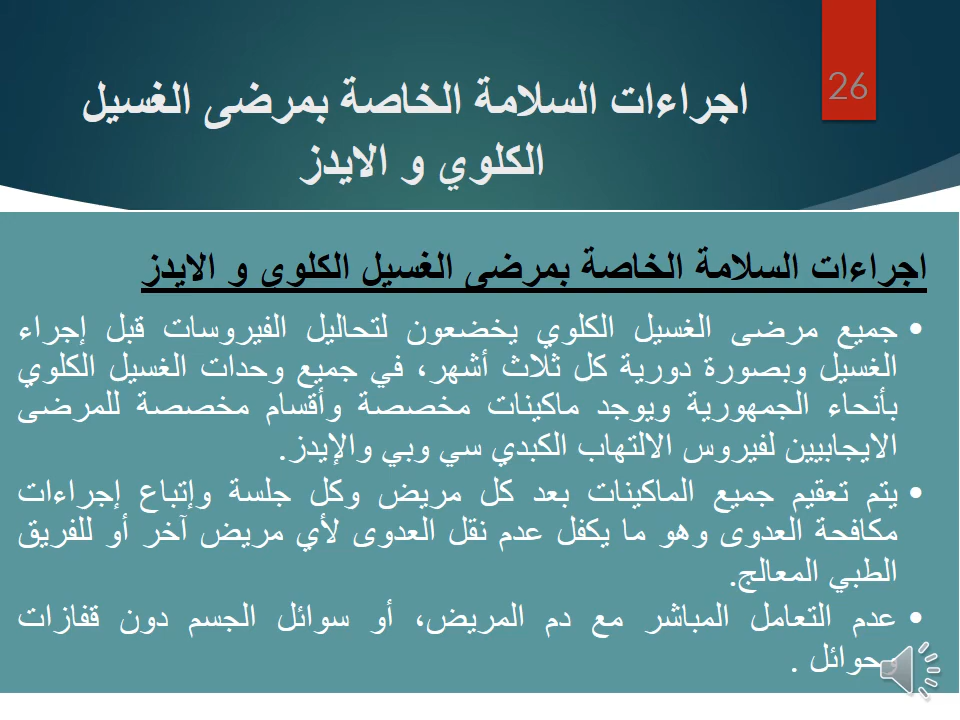 26
اجراءات السلامة الخاصة بمرضى الغسيل
الكلوي و الايدز
اجراءات السلامة الخاصة بمرضى الغسيل الكلوي و الايدز
• جميع مرضى الغسيل الكلوي يخضعون لتحاليل الفيروسات قبل إجراء
الغسيل وبصورة دورية كل ثلاث أشهر، في جميع وحدات الغسيل الكلوي
بأنحاء الجمهورية ويوجد ماكينات مخصصة وأقسام مخصصة للمرضى
الايجابيين لفيروس الالتهاب الكبدي سي وبي والإيدز.
• يتم تعقيم جميع الماكينات بعد كل مريض وكل جلسة وإتباع إجراءات
مكافحة العدوى وهو ما يكفل عدم نقل العدوى لأي مريض آخر أو للفريق
الطبي المعالج.
• عدم التعامل المباشر مع دم المريض، أو سوائل الجسم دون قفازات
وحوائل .